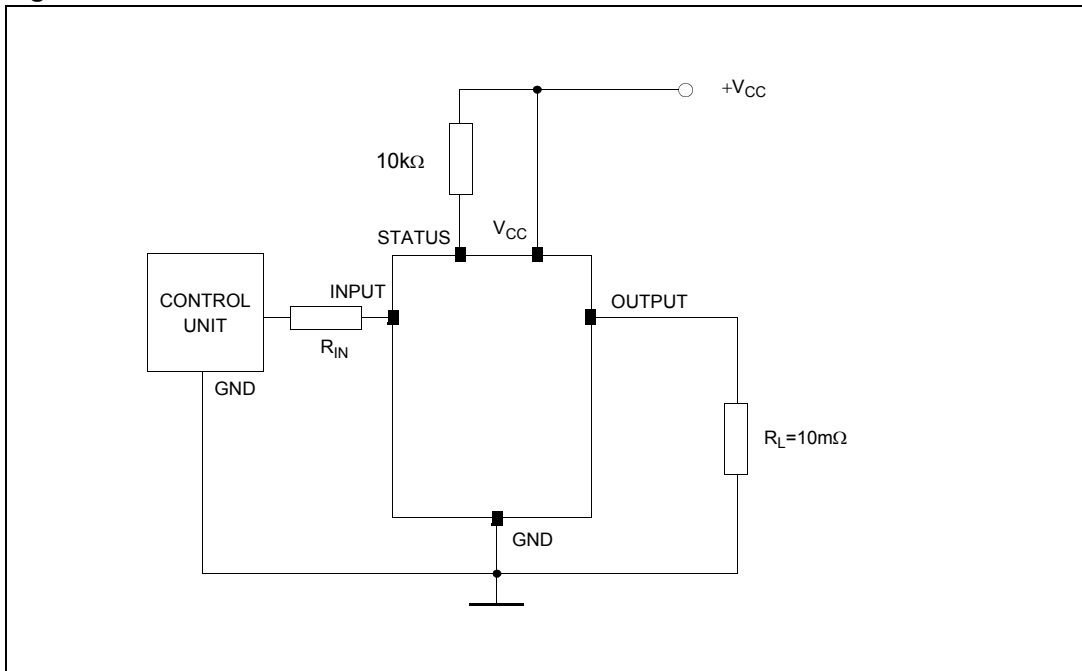 +VCC
10kΩ
STATUS
VCC
CONTROL
UNIT
INPUT
OUTPUT
RIN
GND
RL=10mΩ
GND